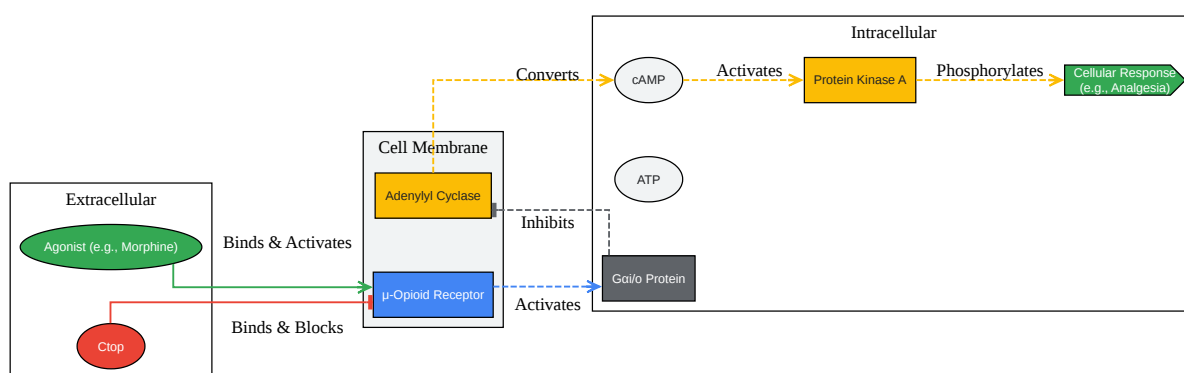 Intracellular
Converts
cAMP
Activates
Protein Kinase A
Phosphorylates
Cellular Response
(e.g., Analgesia)
Cell Membrane
Adenylyl Cyclase
ATP
Extracellular
Inhibits
Agonist (e.g., Morphine)
Binds & Activates
μ-Opioid Receptor
Gαi/o Protein
Activates
Binds & Blocks
Ctop